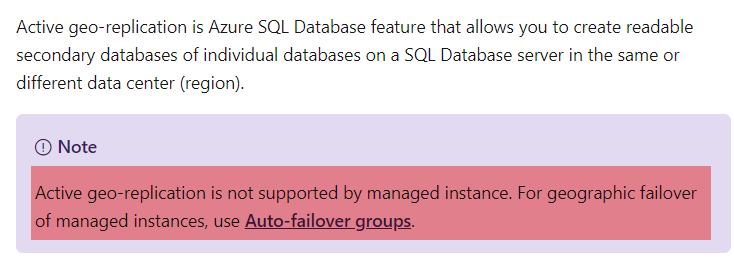 Active geo-replication is Azure SQL Database feature that allows you to create readable
secondary databases of individual databases on a SQL Database server in the same or
different data center (region).
Note
Active geo-replication is not supported by managed instance. For geographic failover
of managed instances, use Auto-failover groups.